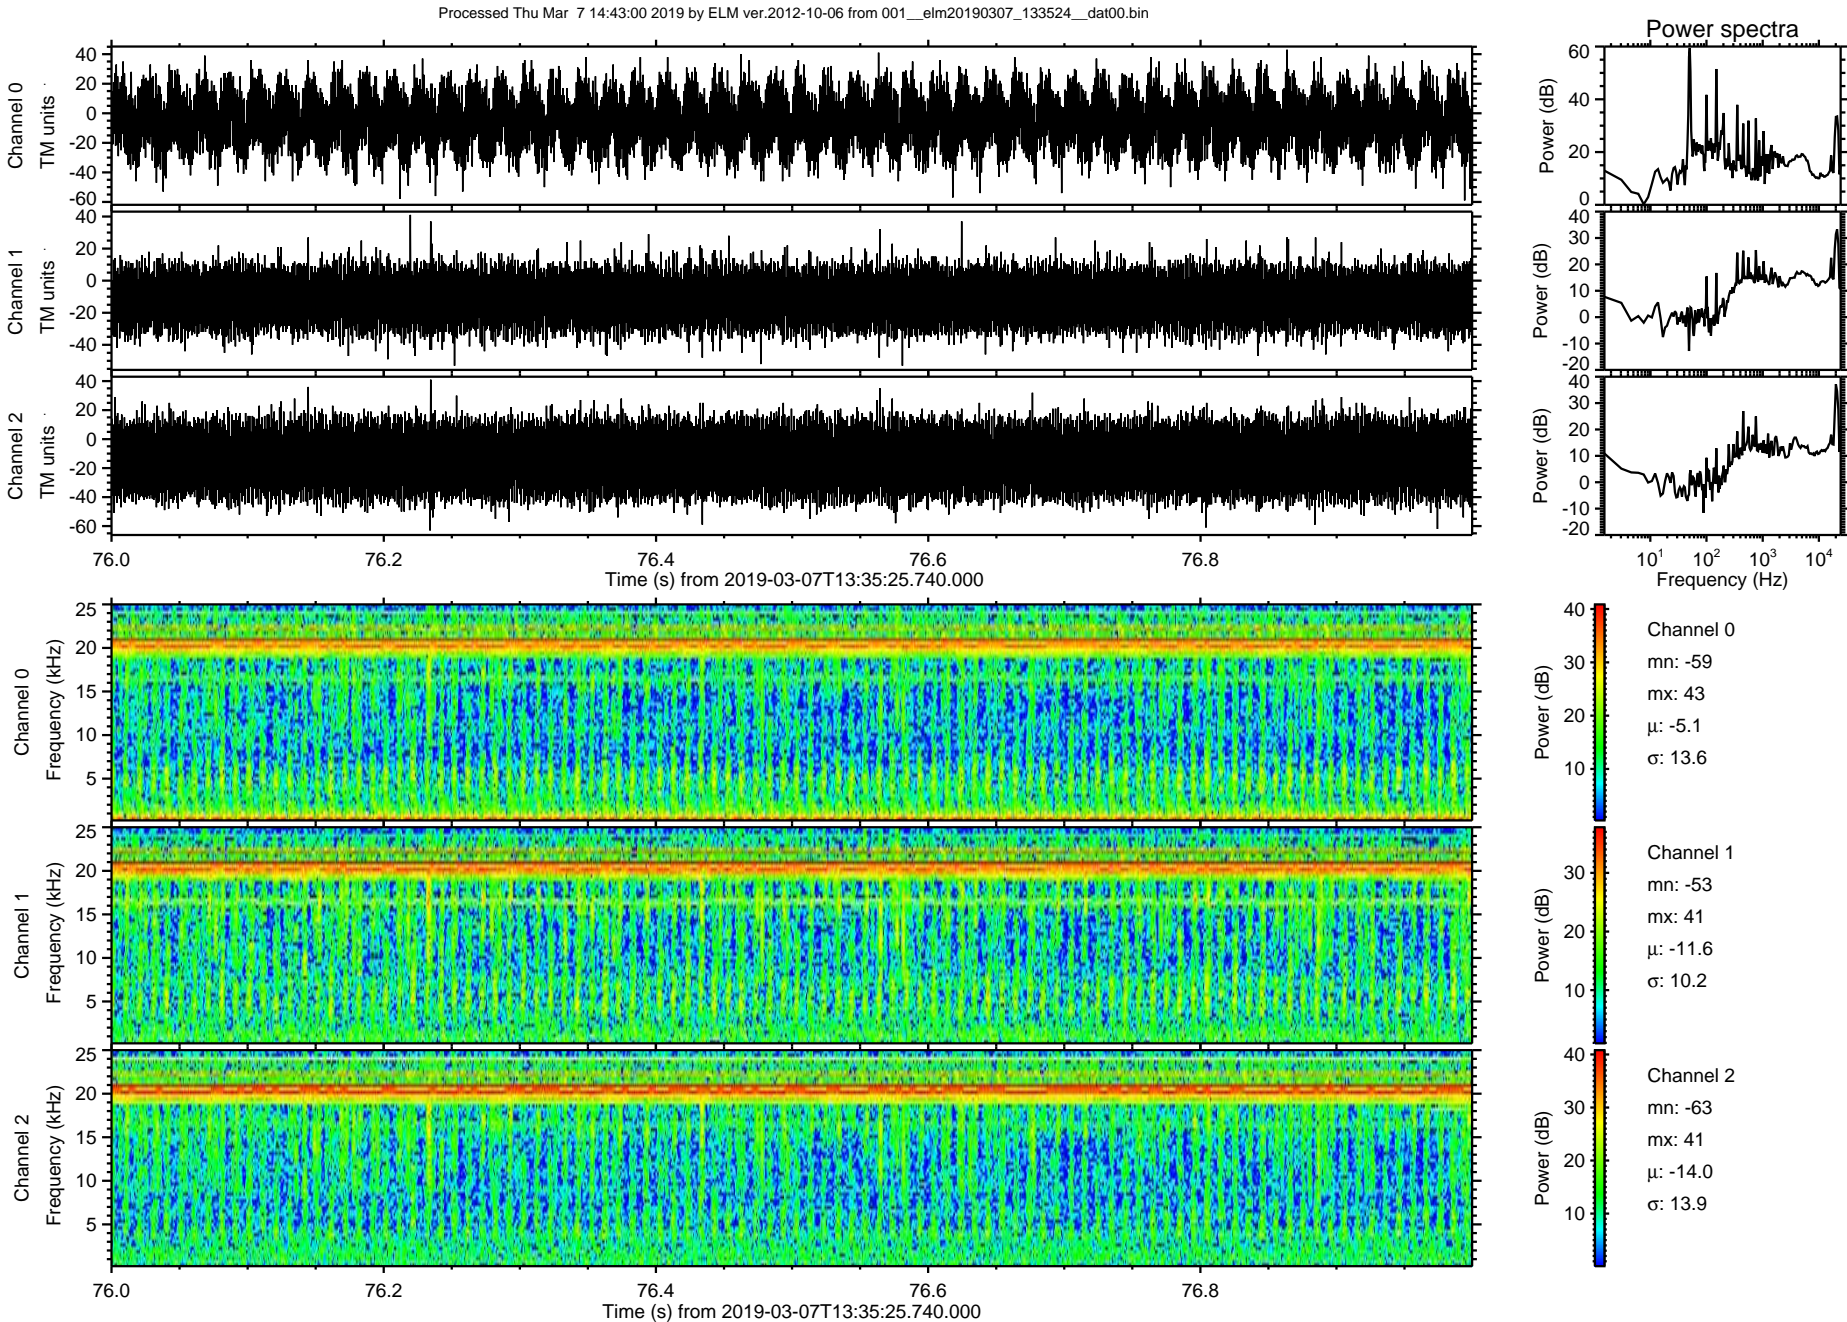 Processed Thu Mar 7 14:43:00 2019 by ELM ver.2012-10-06 from 001__elm20190307_133524__dat00.bin
Power spectra
Channel 0
TM units
40
20
0
-20
-40
-60
Power (dB)
60
40
20
0
Channel 1
TM units
40
20
0
-20
-40
Power (dB)
40
30
20
10
0
-10
-20
Channel 2
TM units
40
20
0
-20
-40
-60
Power (dB)
40
30
20
10
0
-10
-20
76.0 76.2 76.4 76.6 76.8
Time (s) from 2019-03-07T13:35:25.740.000
10¹ 10² 10³ 10⁴
Frequency (Hz)
Channel 0
Frequency (kHz)
25
20
15
10
5
Power (dB)
40
30
20
10
Channel 0
mn: -59
mx: 43
μ: -5.1
σ: 13.6
Channel 1
Frequency (kHz)
25
20
15
10
5
Power (dB)
30
20
10
Channel 1
mn: -53
mx: 41
μ: -11.6
σ: 10.2
Channel 2
Frequency (kHz)
25
20
15
10
5
Power (dB)
40
30
20
10
Channel 2
mn: -63
mx: 41
μ: -14.0
σ: 13.9
76.0 76.2 76.4 76.6 76.8
Time (s) from 2019-03-07T13:35:25.740.000